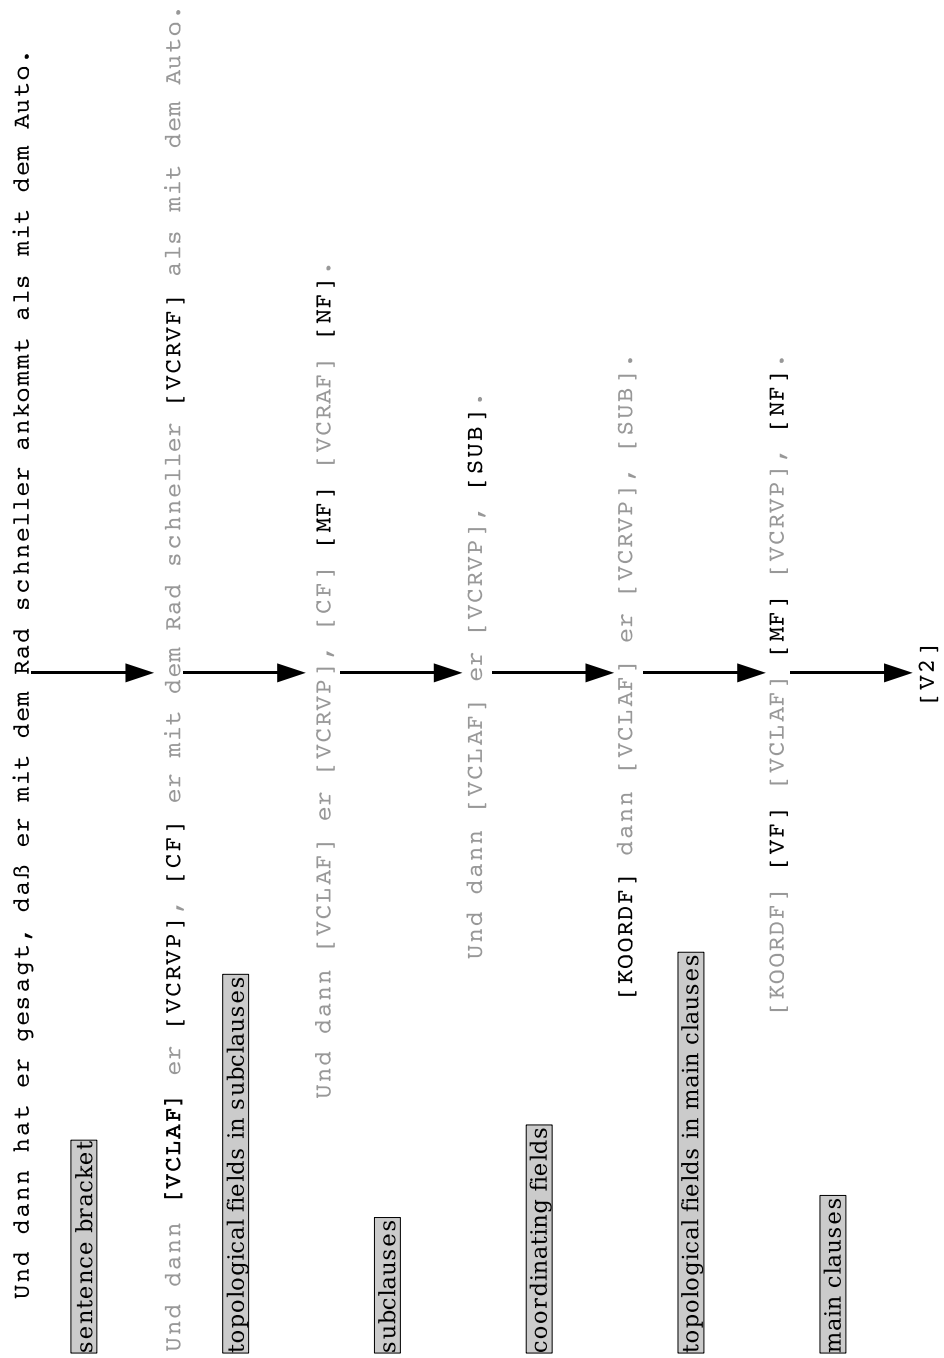 Und dann hat er gesagt, daß er mit dem Rad schneller ankommt als mit dem Auto.
sentence bracket
Und dann [VCLAF] er [VCRVP], [CF] er mit dem Rad schneller [VCRVF] als mit dem Auto.
topological fields in subclauses
Und dann [VCLAF] er [VCRVP], [CF] [MF] [VCRAF] [NF].
subclauses
Und dann [VCLAF] er [VCRVP], [SUB].
coordinating fields
[KOORDF] dann [VCLAF] er [VCRVP], [SUB].
topological fields in main clauses
[KOORDF] [VF] [VCLAF] [MF] [VCRVP], [NF].
main clauses
[V2]